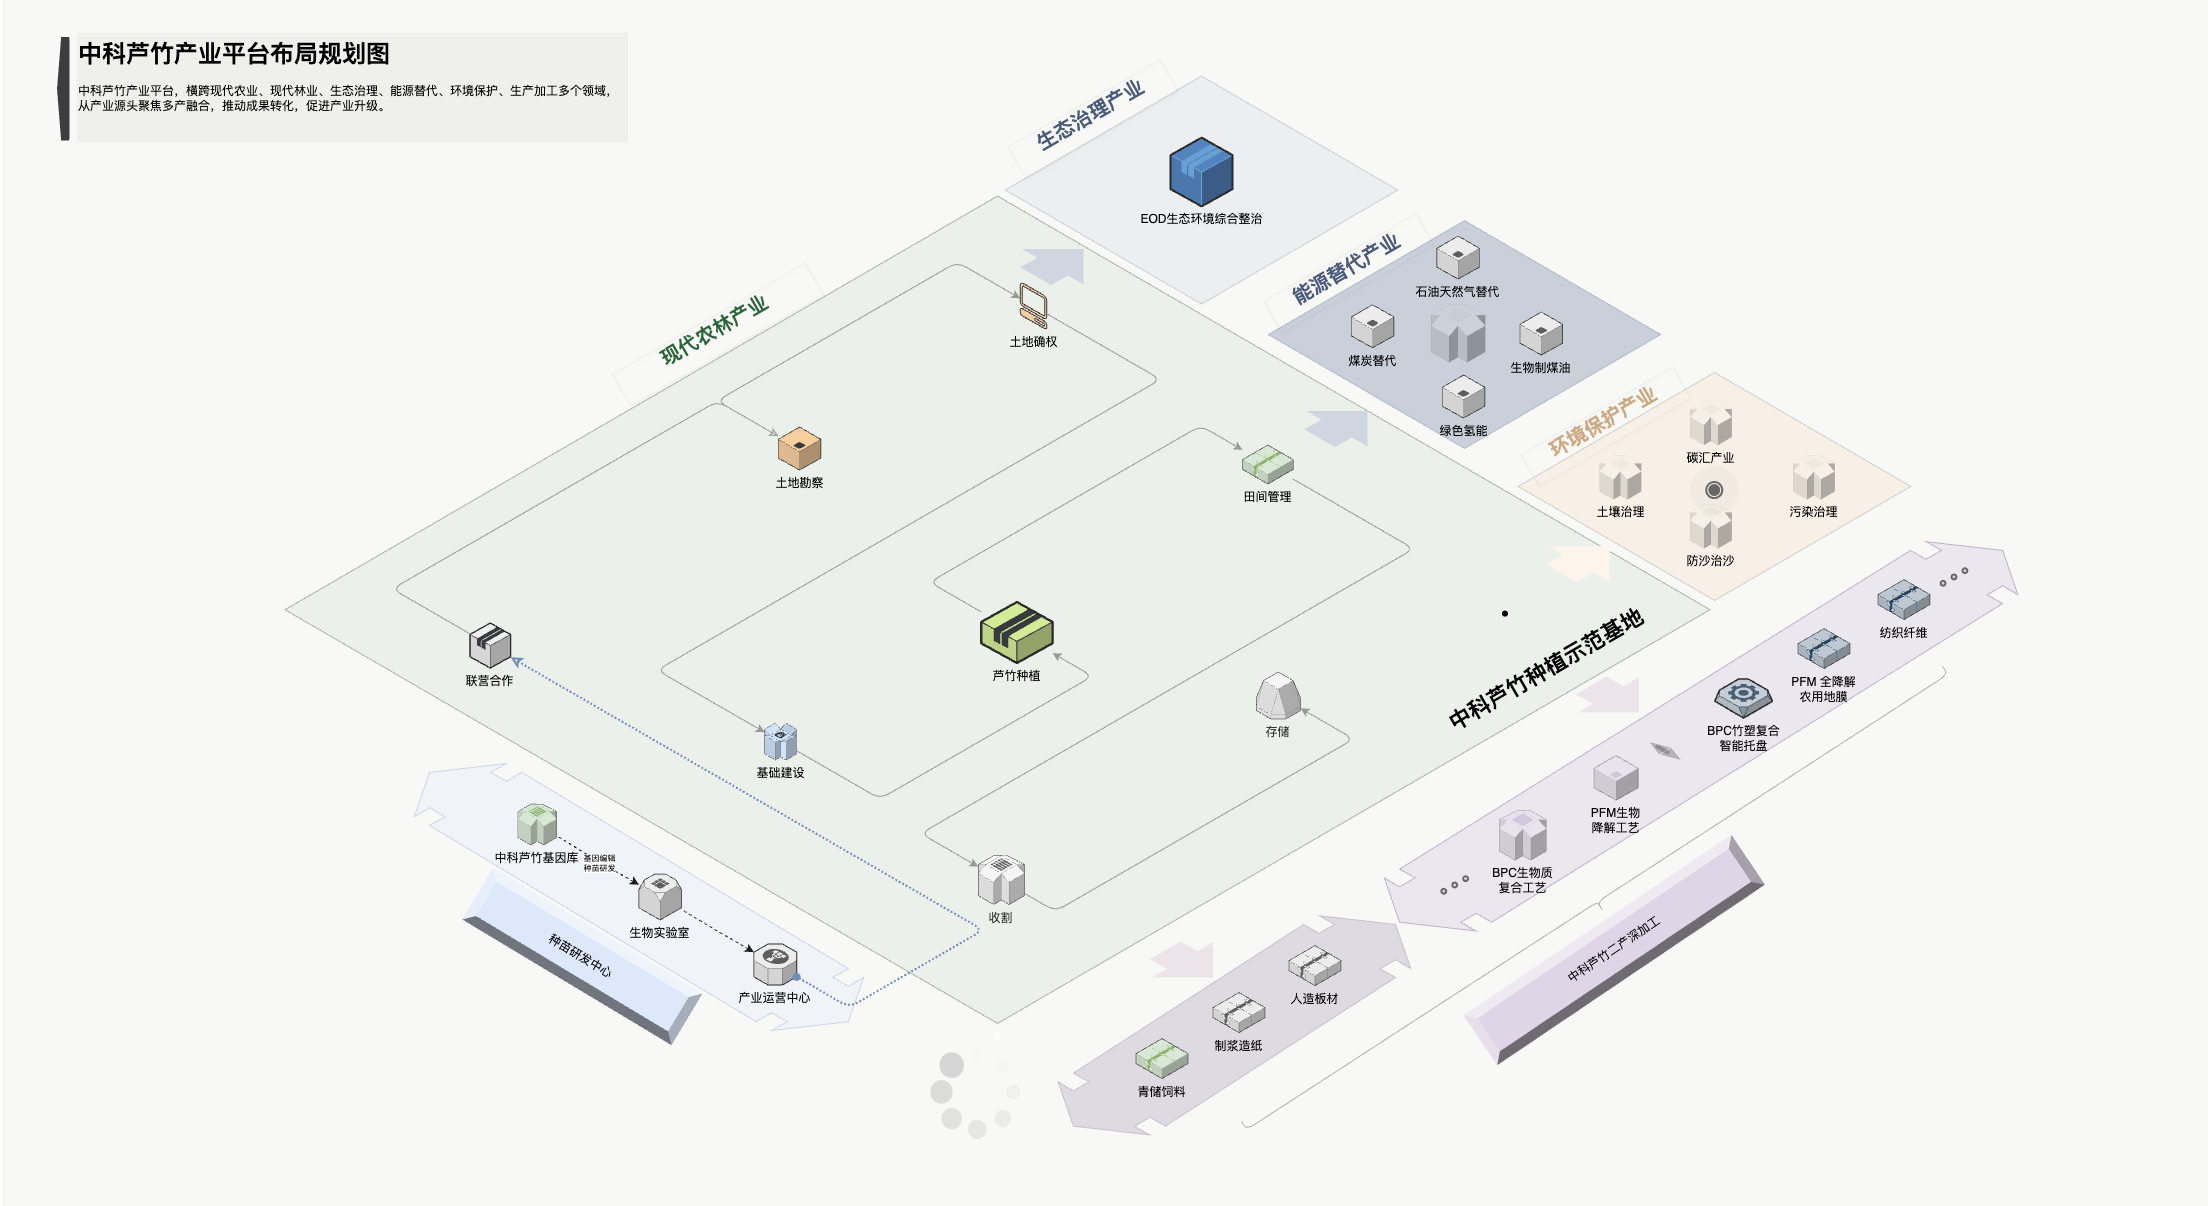 中科芦竹产业平台布局规划图
中科芦竹产业平台，横跨现代农业、现代林业、生态治理、能源替代、环境保护、生产加工多个领域，
从产业源头聚焦多产融合，推动成果转化，促进产业升级。
生态治理产业
EOD生态环境综合整治
能源替代产业
石油天然气替代
煤炭替代
生物制煤油
绿色氢能
环境保护产业
碳汇产业
土壤治理
污染治理
防沙治沙
现代农林产业
土地确权
土地勘察
田间管理
联营合作
芦竹种植
基础建设
存储
收割
中科芦竹种植示范基地
中科芦竹基因库
基因编辑
种苗研发
生物实验室
产业运营中心
种苗研发中心
纺织纤维
PFM 全降解
农用地膜
BPC竹塑复合
智能托盘
PFM生物
降解工艺
BPC生物质
复合工艺
人造板材
制浆造纸
青储饲料
中科芦竹二产深加工